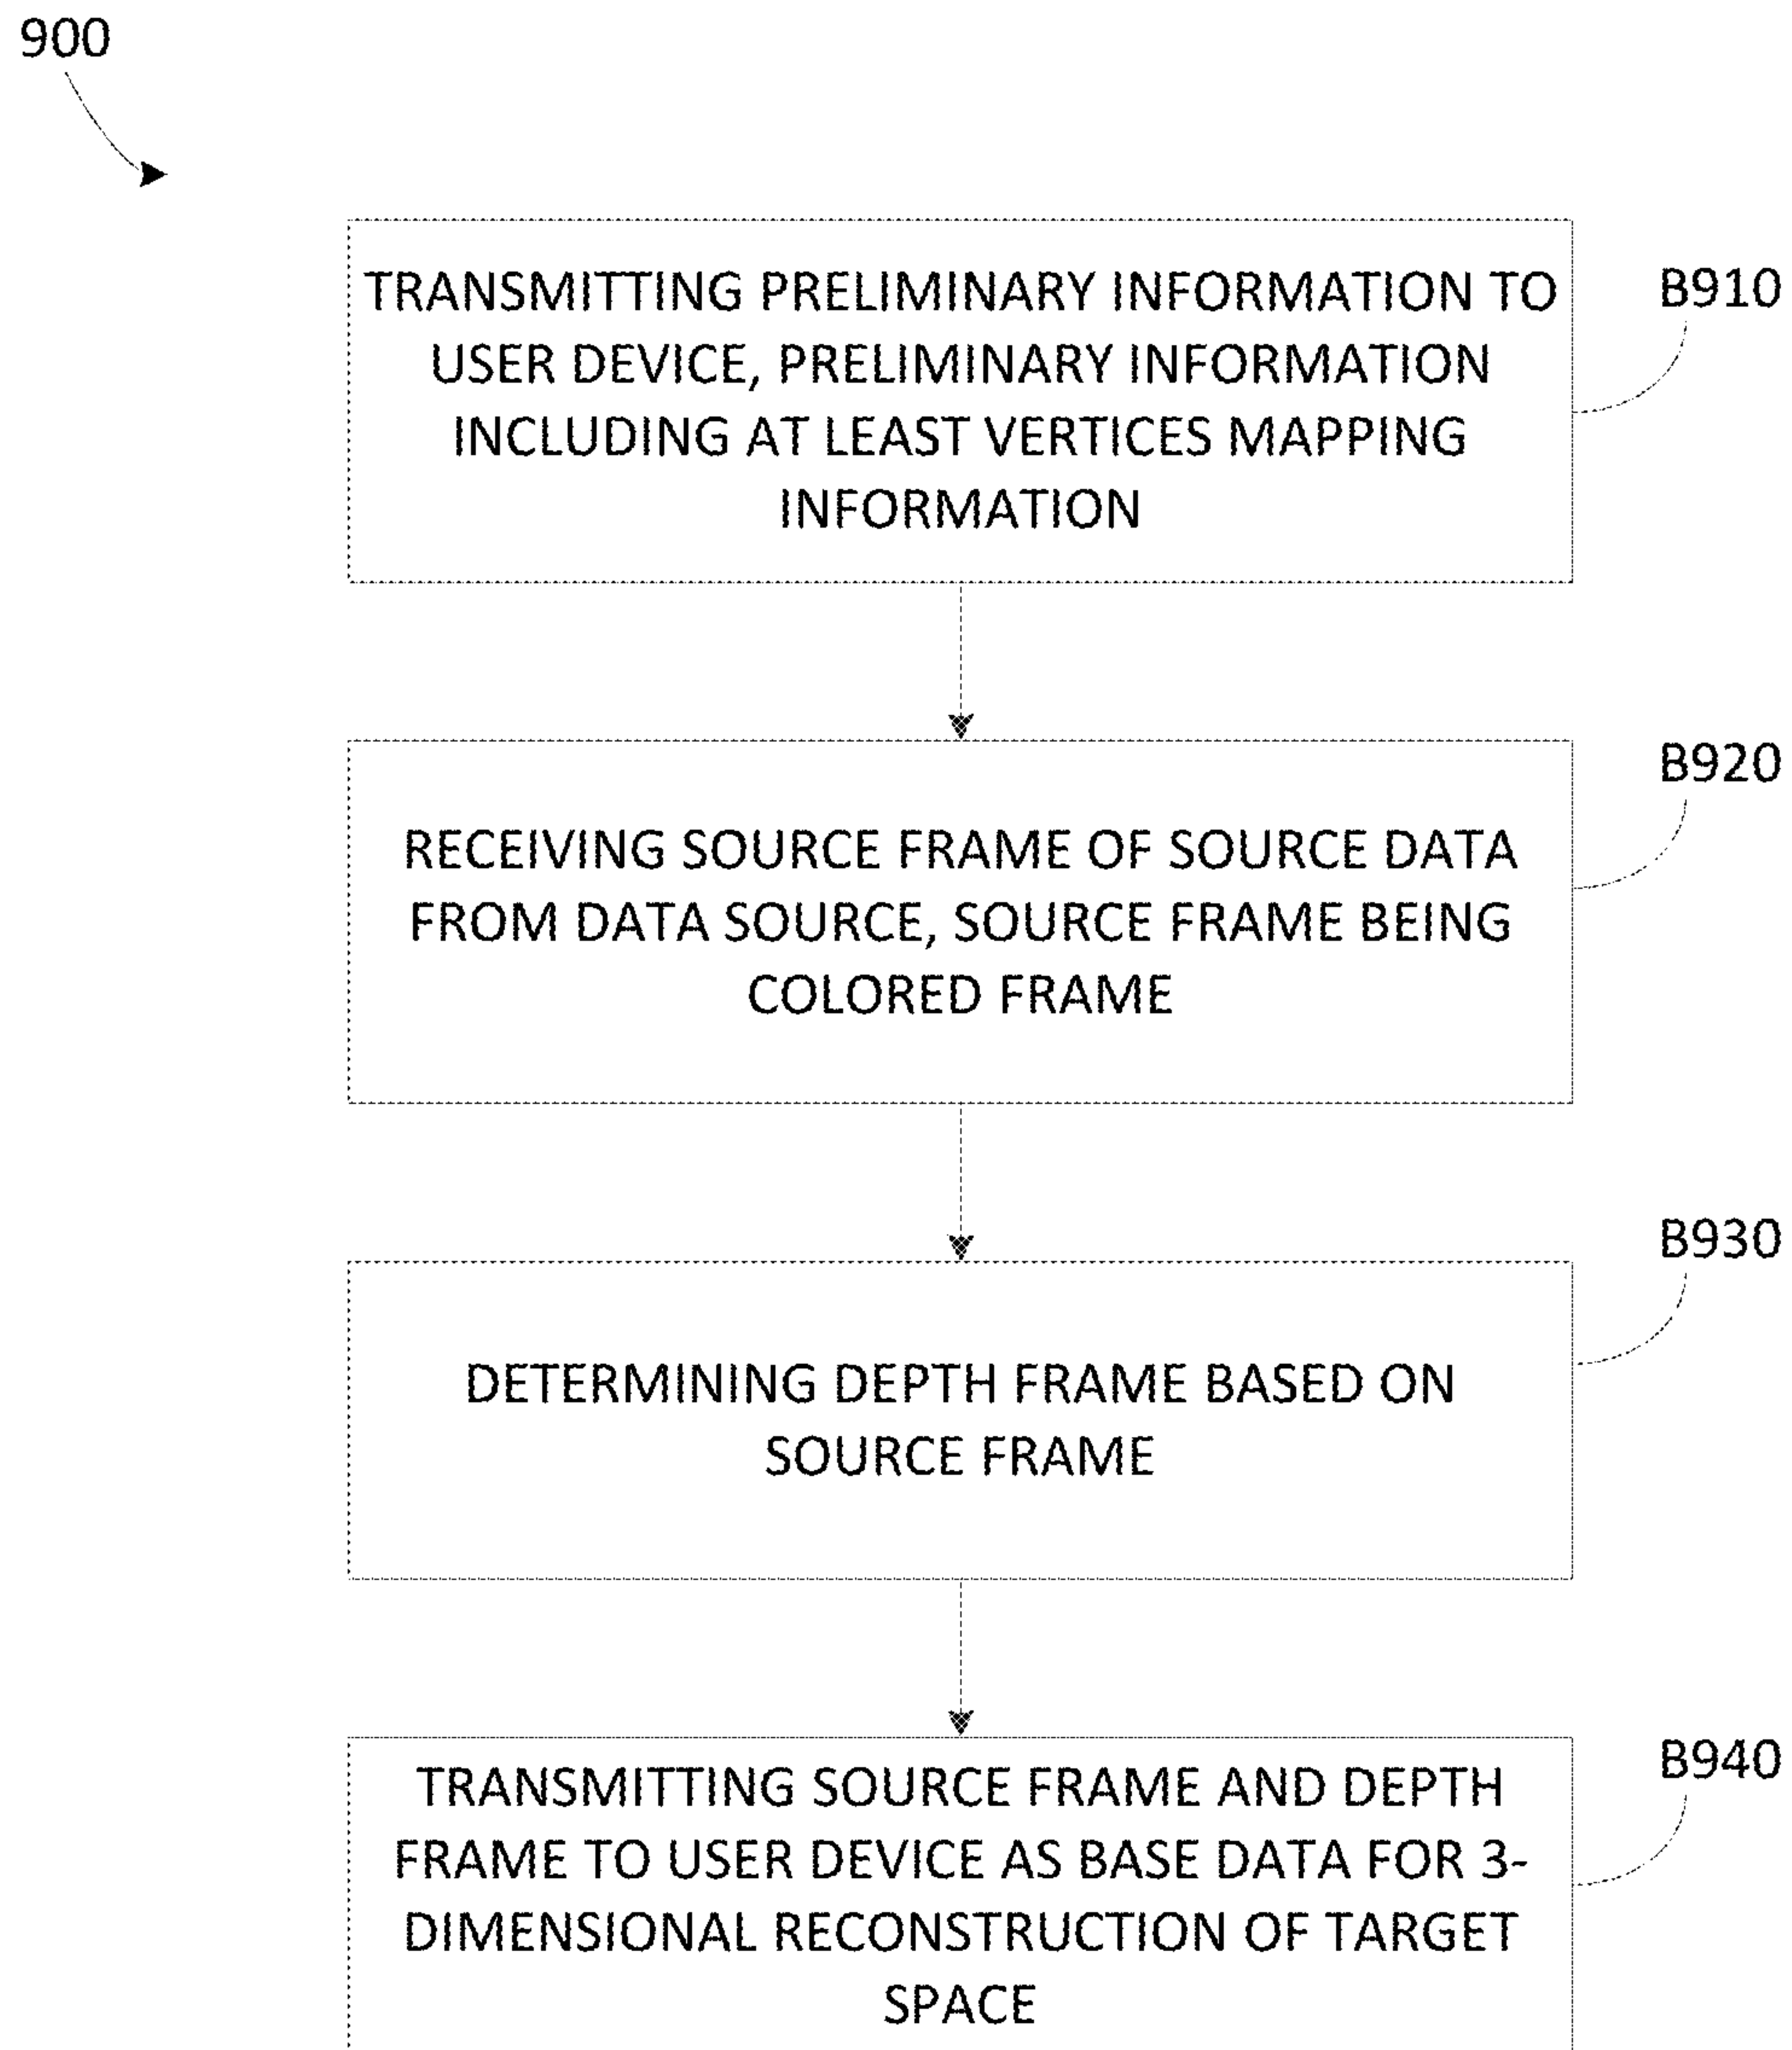 900
TRANSMITTING PRELIMINARY INFORMATION TO
USER DEVICE, PRELIMINARY INFORMATION
INCLUDING AT LEAST VERTICES MAPPING
INFORMATION
B910
RECEIVING SOURCE FRAME OF SOURCE DATA
FROM DATA SOURCE, SOURCE FRAME BEING
COLORED FRAME
B920
DETERMINING DEPTH FRAME BASED ON
SOURCE FRAME
B930
TRANSMITTING SOURCE FRAME AND DEPTH
FRAME TO USER DEVICE AS BASE DATA FOR 3-
DIMENSIONAL RECONSTRUCTION OF TARGET
SPACE
B940